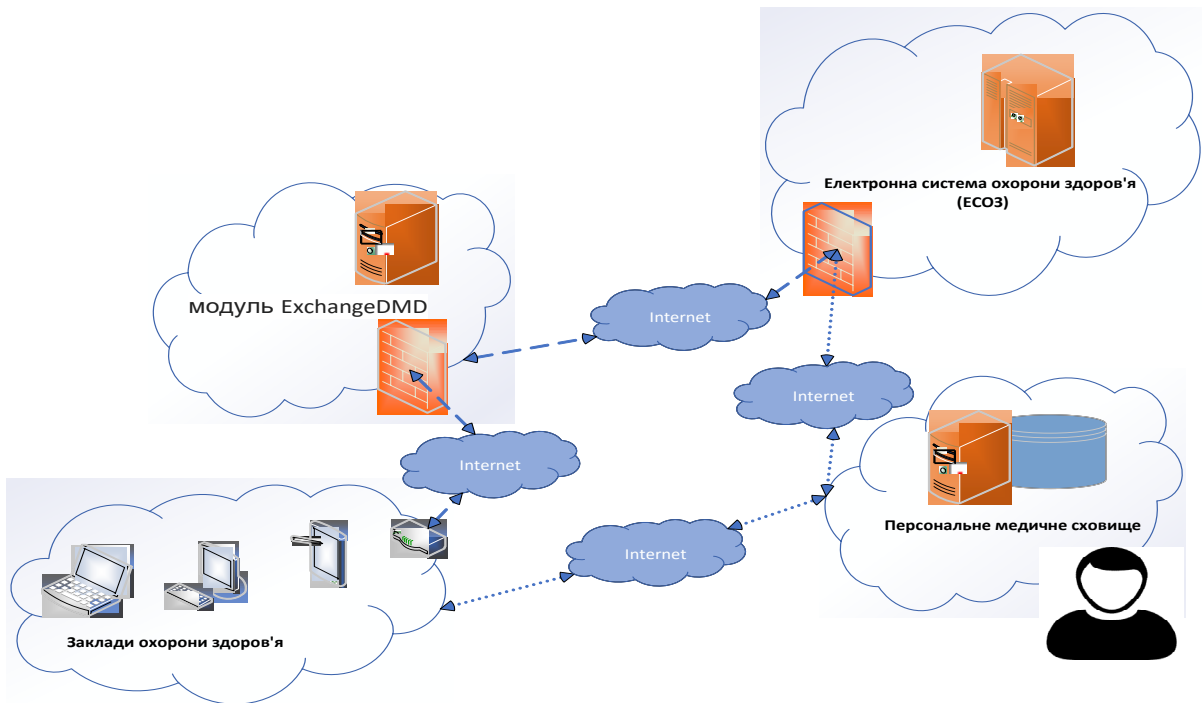 Електронна система охорони здоров'я
(ЕСОЗ)
модуль ExchangeDMD
Internet
Internet
Internet
Internet
Персональне медичне сховище
Заклади охорони здоров'я